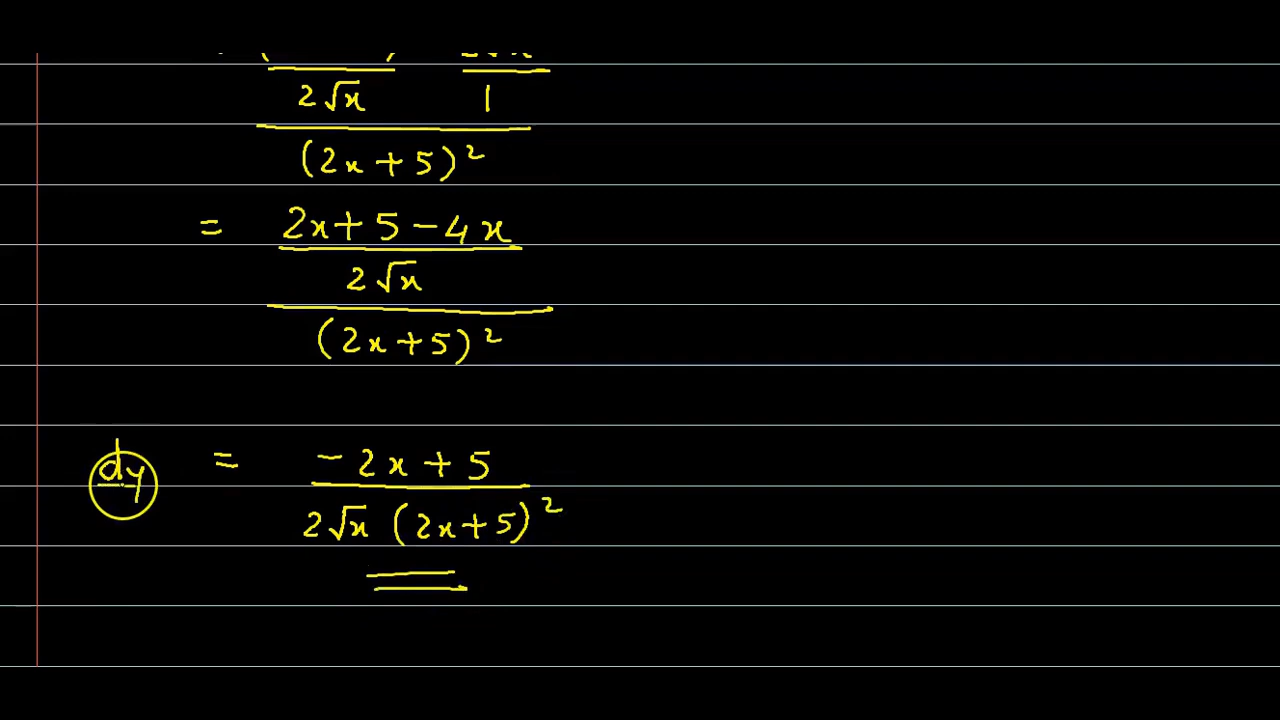 2√x 1
(2x+5)²
= 2x+5-4x
2√x
(2x+5)²
dy = -2x+5
2√x (2x+5)²